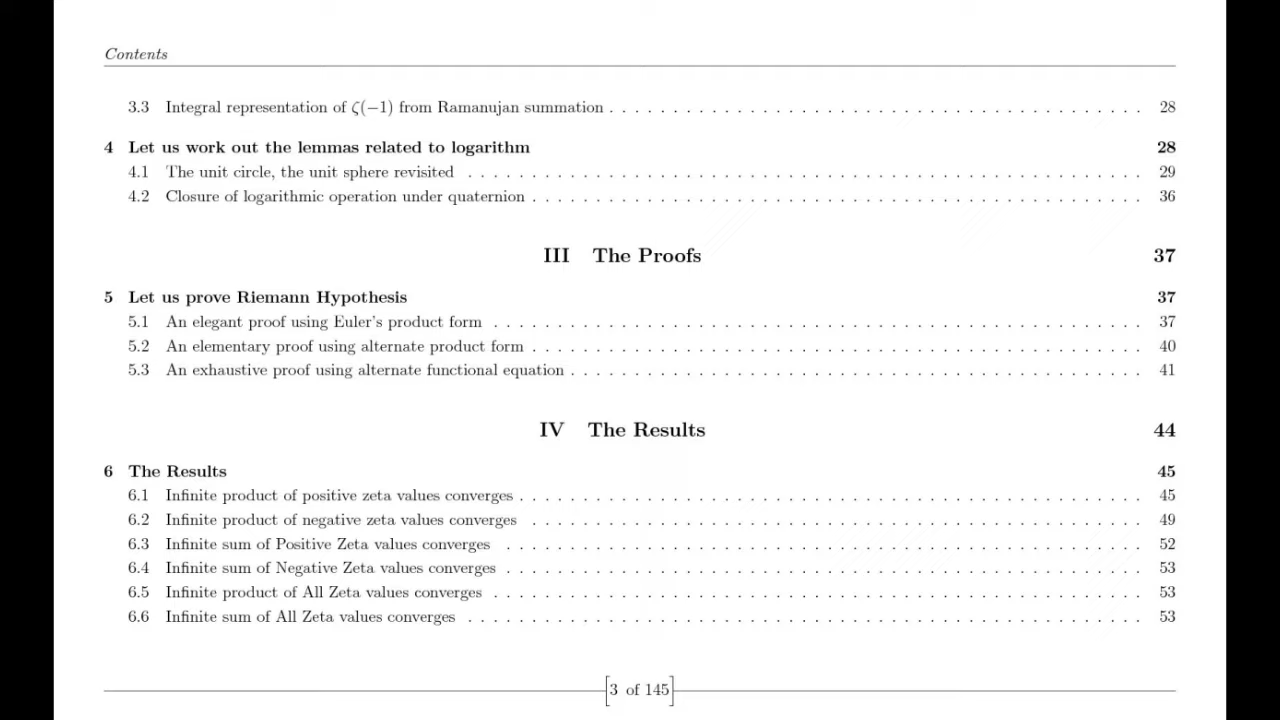 Contents
3.3 Integral representation of ζ(−1) from Ramanujan summation . . . . . . . . . . . . . . . . . . . . . . . . . . . . . . 28
4 Let us work out the lemmas related to logarithm 28
4.1 The unit circle, the unit sphere revisited . . . . . . . . . . . . . . . . . . . . . . . . . . . . . . 29
4.2 Closure of logarithmic operation under quaternion . . . . . . . . . . . . . . . . . . . . . . . . . . . . . . 36
III The Proofs 37
5 Let us prove Riemann Hypothesis 37
5.1 An elegant proof using Euler's product form . . . . . . . . . . . . . . . . . . . . . . . . . . . . . . 37
5.2 An elementary proof using alternate product form . . . . . . . . . . . . . . . . . . . . . . . . . . . . . . 40
5.3 An exhaustive proof using alternate functional equation . . . . . . . . . . . . . . . . . . . . . . . . . . . . . . 41
IV The Results 44
6 The Results 45
6.1 Infinite product of positive zeta values converges . . . . . . . . . . . . . . . . . . . . . . . . . . . . . . 45
6.2 Infinite product of negative zeta values converges . . . . . . . . . . . . . . . . . . . . . . . . . . . . . . 49
6.3 Infinite sum of Positive Zeta values converges . . . . . . . . . . . . . . . . . . . . . . . . . . . . . . 52
6.4 Infinite sum of Negative Zeta values converges . . . . . . . . . . . . . . . . . . . . . . . . . . . . . . 53
6.5 Infinite product of All Zeta values converges . . . . . . . . . . . . . . . . . . . . . . . . . . . . . . 53
6.6 Infinite sum of All Zeta values converges . . . . . . . . . . . . . . . . . . . . . . . . . . . . . . 53
[3 of 145]